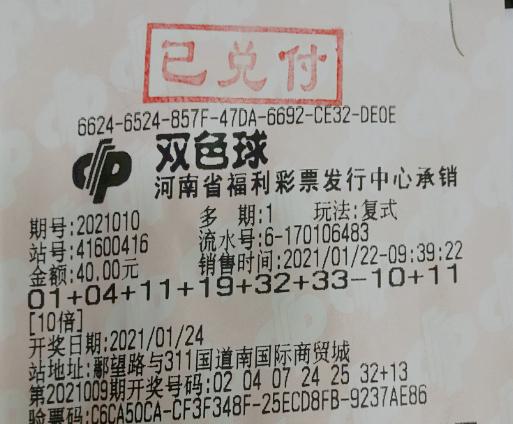 已兑付
6624-6524-857F-47DA-6692-CE32-DE0E
双色球
河南省福利彩票发行中心承销
期号:2021010 多 期:1 玩法:复式
站号:41600416 流水号:6-170106483
金额:40.00元 销售时间:2021/01/22-09:39:22
01+04+11+19+32+33-10+11
[10倍]
开奖日期:2021/01/24
站地址:鄢望路与311国道南国际商贸城
第2021009期开奖号码:02 04 07 24 25 32+13
验票码:C6CA50CA-CF3F348F-25ECD8FB-9237AE86